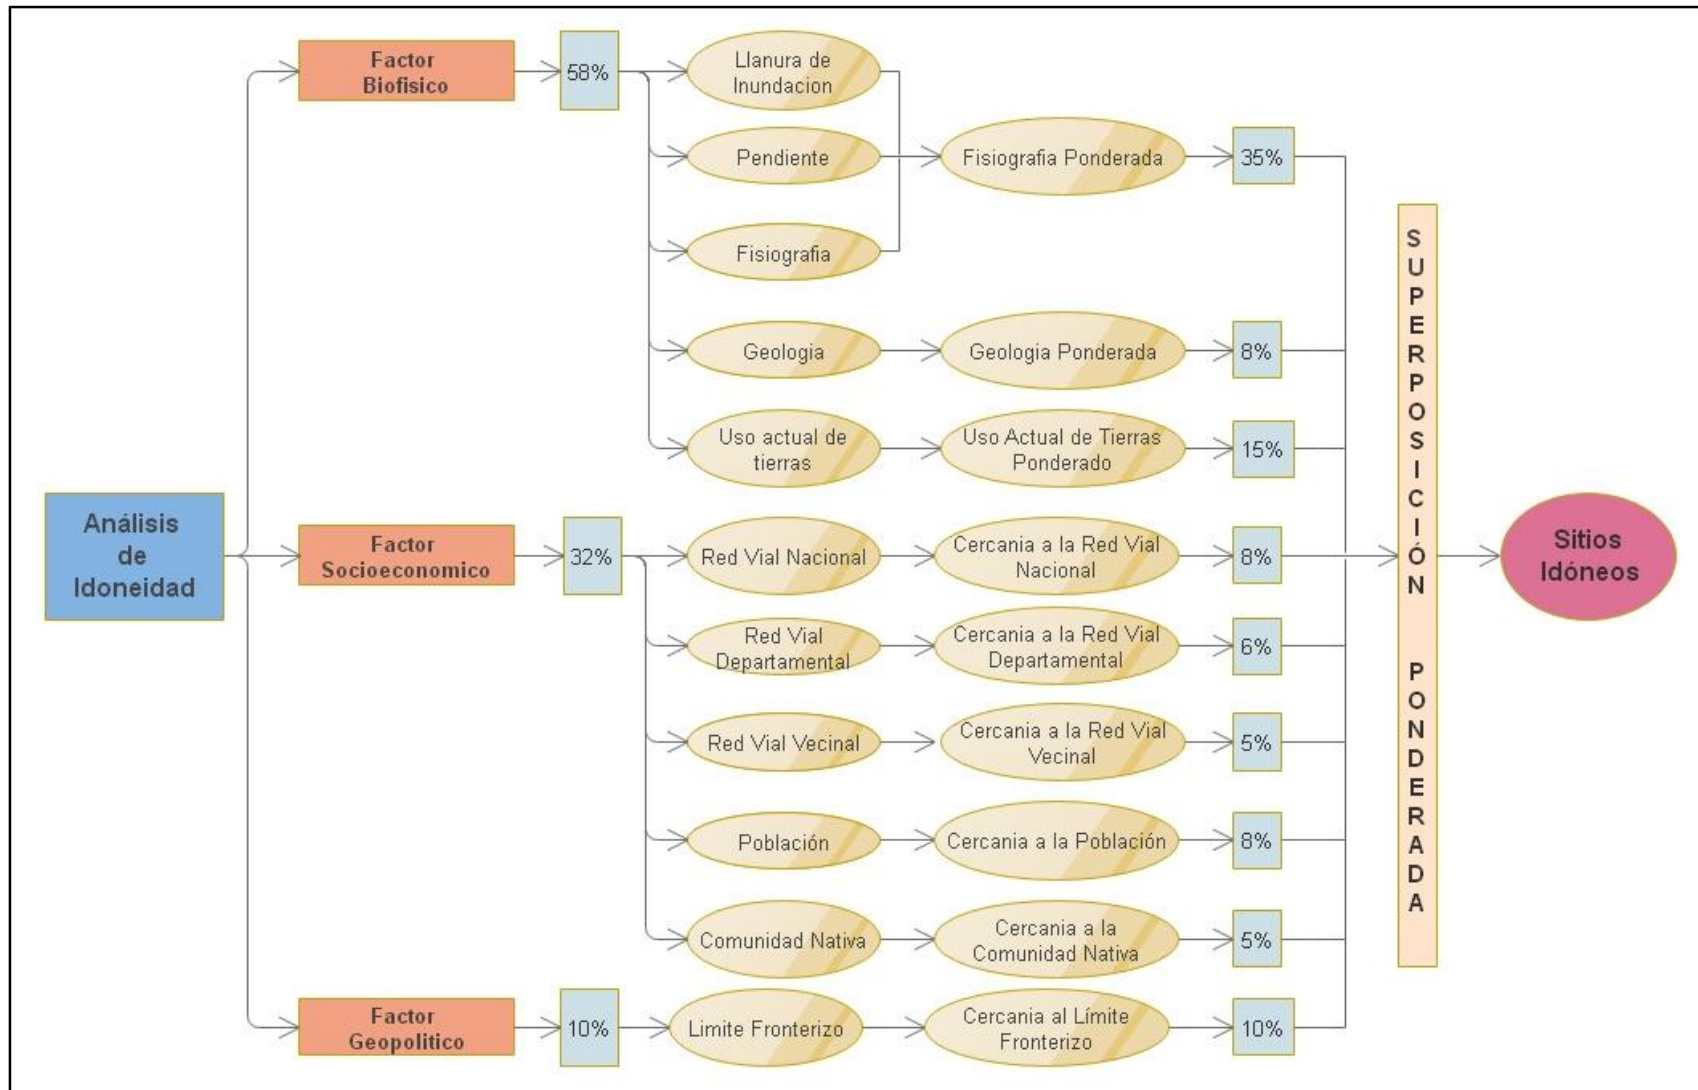 Factor
Biofisico
58%
Llanura de
Inundacion
Pendiente
Fisiografia Ponderada
35%
Fisiografia
Geologia
Geologia Ponderada
8%
Uso actual de
tierras
Uso Actual de Tierras
Ponderado
15%
Análisis
de
Idoneidad
Factor
Socioeconomico
32%
Red Vial Nacional
Cercania a la Red Vial
Nacional
8%
Red Vial
Departamental
Cercania a la Red Vial
Departamental
6%
Red Vial Vecinal
Cercania a la Red Vial
Vecinal
5%
Población
Cercania a la Población
8%
Comunidad Nativa
Cercania a la
Comunidad Nativa
5%
Factor
Geopolitico
10%
Limite Fronterizo
Cercania al Límite
Fronterizo
10%
SUPERPOSICIÓN PONDERADA
Sitios
Idóneos